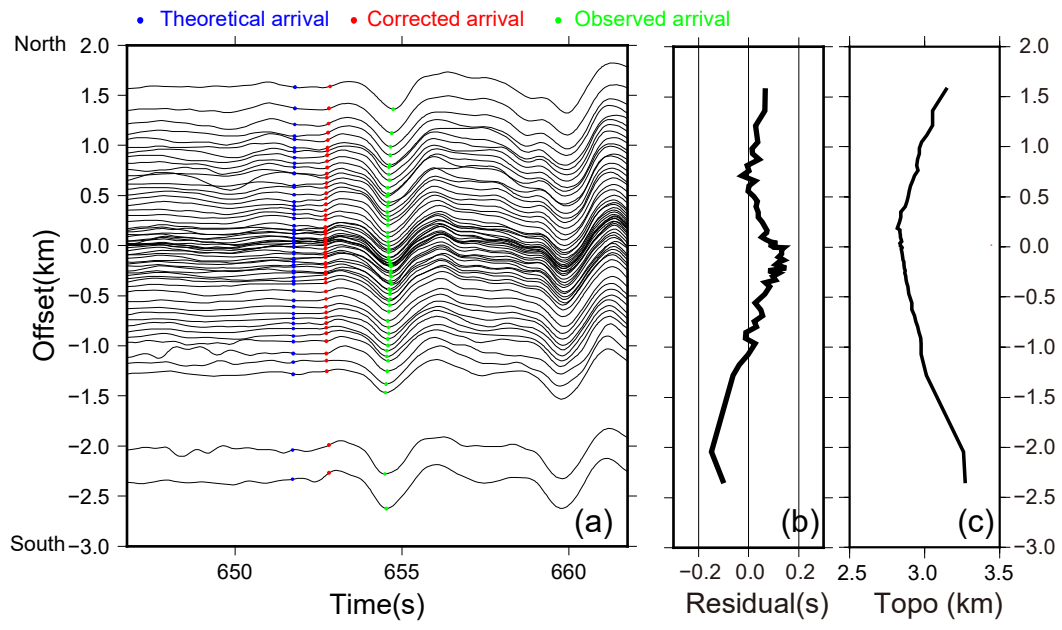 Theoretical arrival Corrected arrival Observed arrival
North
2.0
1.5
1.0
0.5
0.0
−0.5
−1.0
−1.5
−2.0
−2.5
−3.0
South
Offset(km)
650 655 660
Time(s)
(a)
−0.2 0.0 0.2
Residual(s)
(b)
2.5 3.0 3.5
Topo (km)
(c)
2.0
1.5
1.0
0.5
0.0
−0.5
−1.0
−1.5
−2.0
−2.5
−3.0